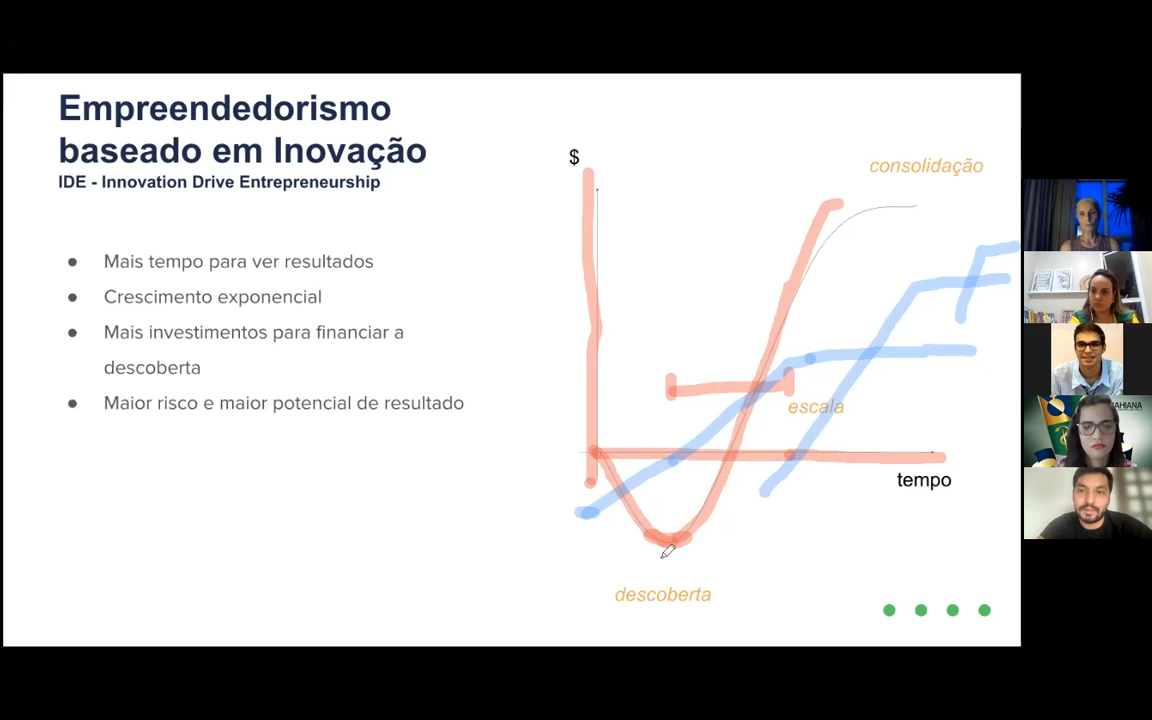 Empreendedorismo
baseado em Inovação
IDE - Innovation Drive Entrepreneurship
● Mais tempo para ver resultados
● Crescimento exponencial
● Mais investimentos para financiar a
descoberta
● Maior risco e maior potencial de resultado
$
consolidação
escala
tempo
descoberta
BAHIANA